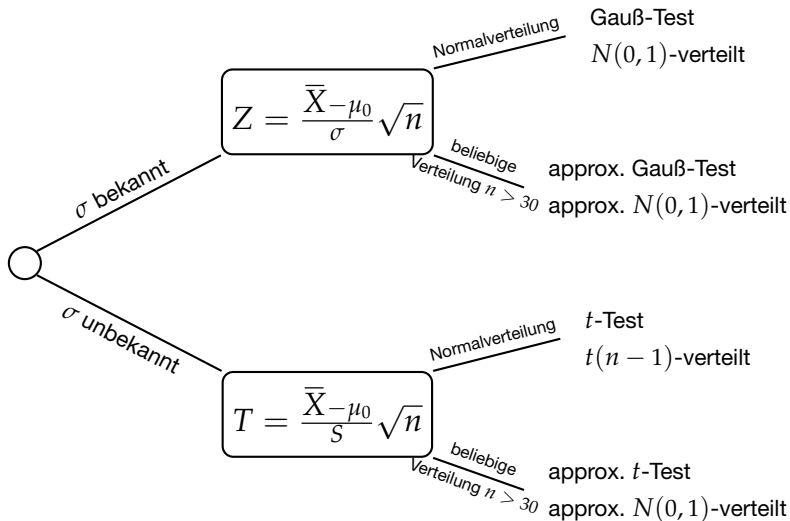 σ bekannt
Z = (X̅−μ₀)/σ √n
Normalverteilung
Gauß-Test
N(0, 1)-verteilt
beliebige
Verteilung n > 30
approx. Gauß-Test
approx. N(0, 1)-verteilt
σ unbekannt
T = (X̅−μ₀)/S √n
Normalverteilung
t-Test
t(n − 1)-verteilt
beliebige
Verteilung n > 30
approx. t-Test
approx. N(0, 1)-verteilt